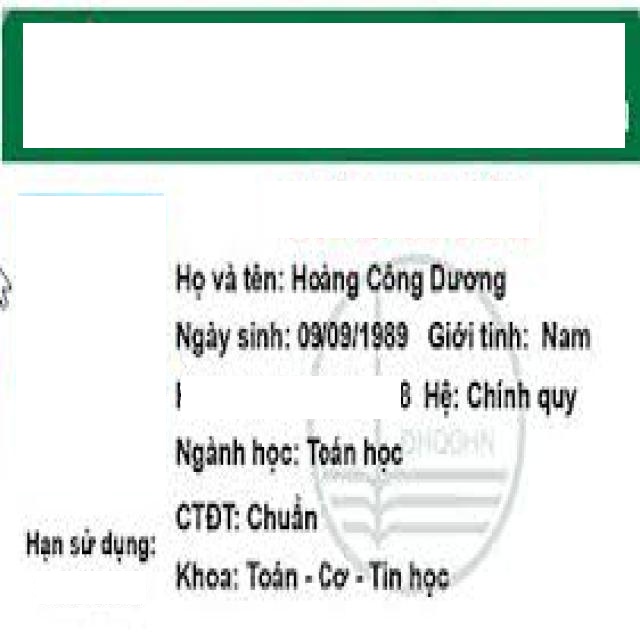 Họ và tên: Hoàng Công Dương
Ngày sinh: 09/09/1989 Giới tính: Nam
8 Hệ: Chính quy
ĐHQGHN
Ngành học: Toán học
CTĐT: Chuẩn
Hạn sử dụng:
Khoa: Toán - Cơ - Tin học